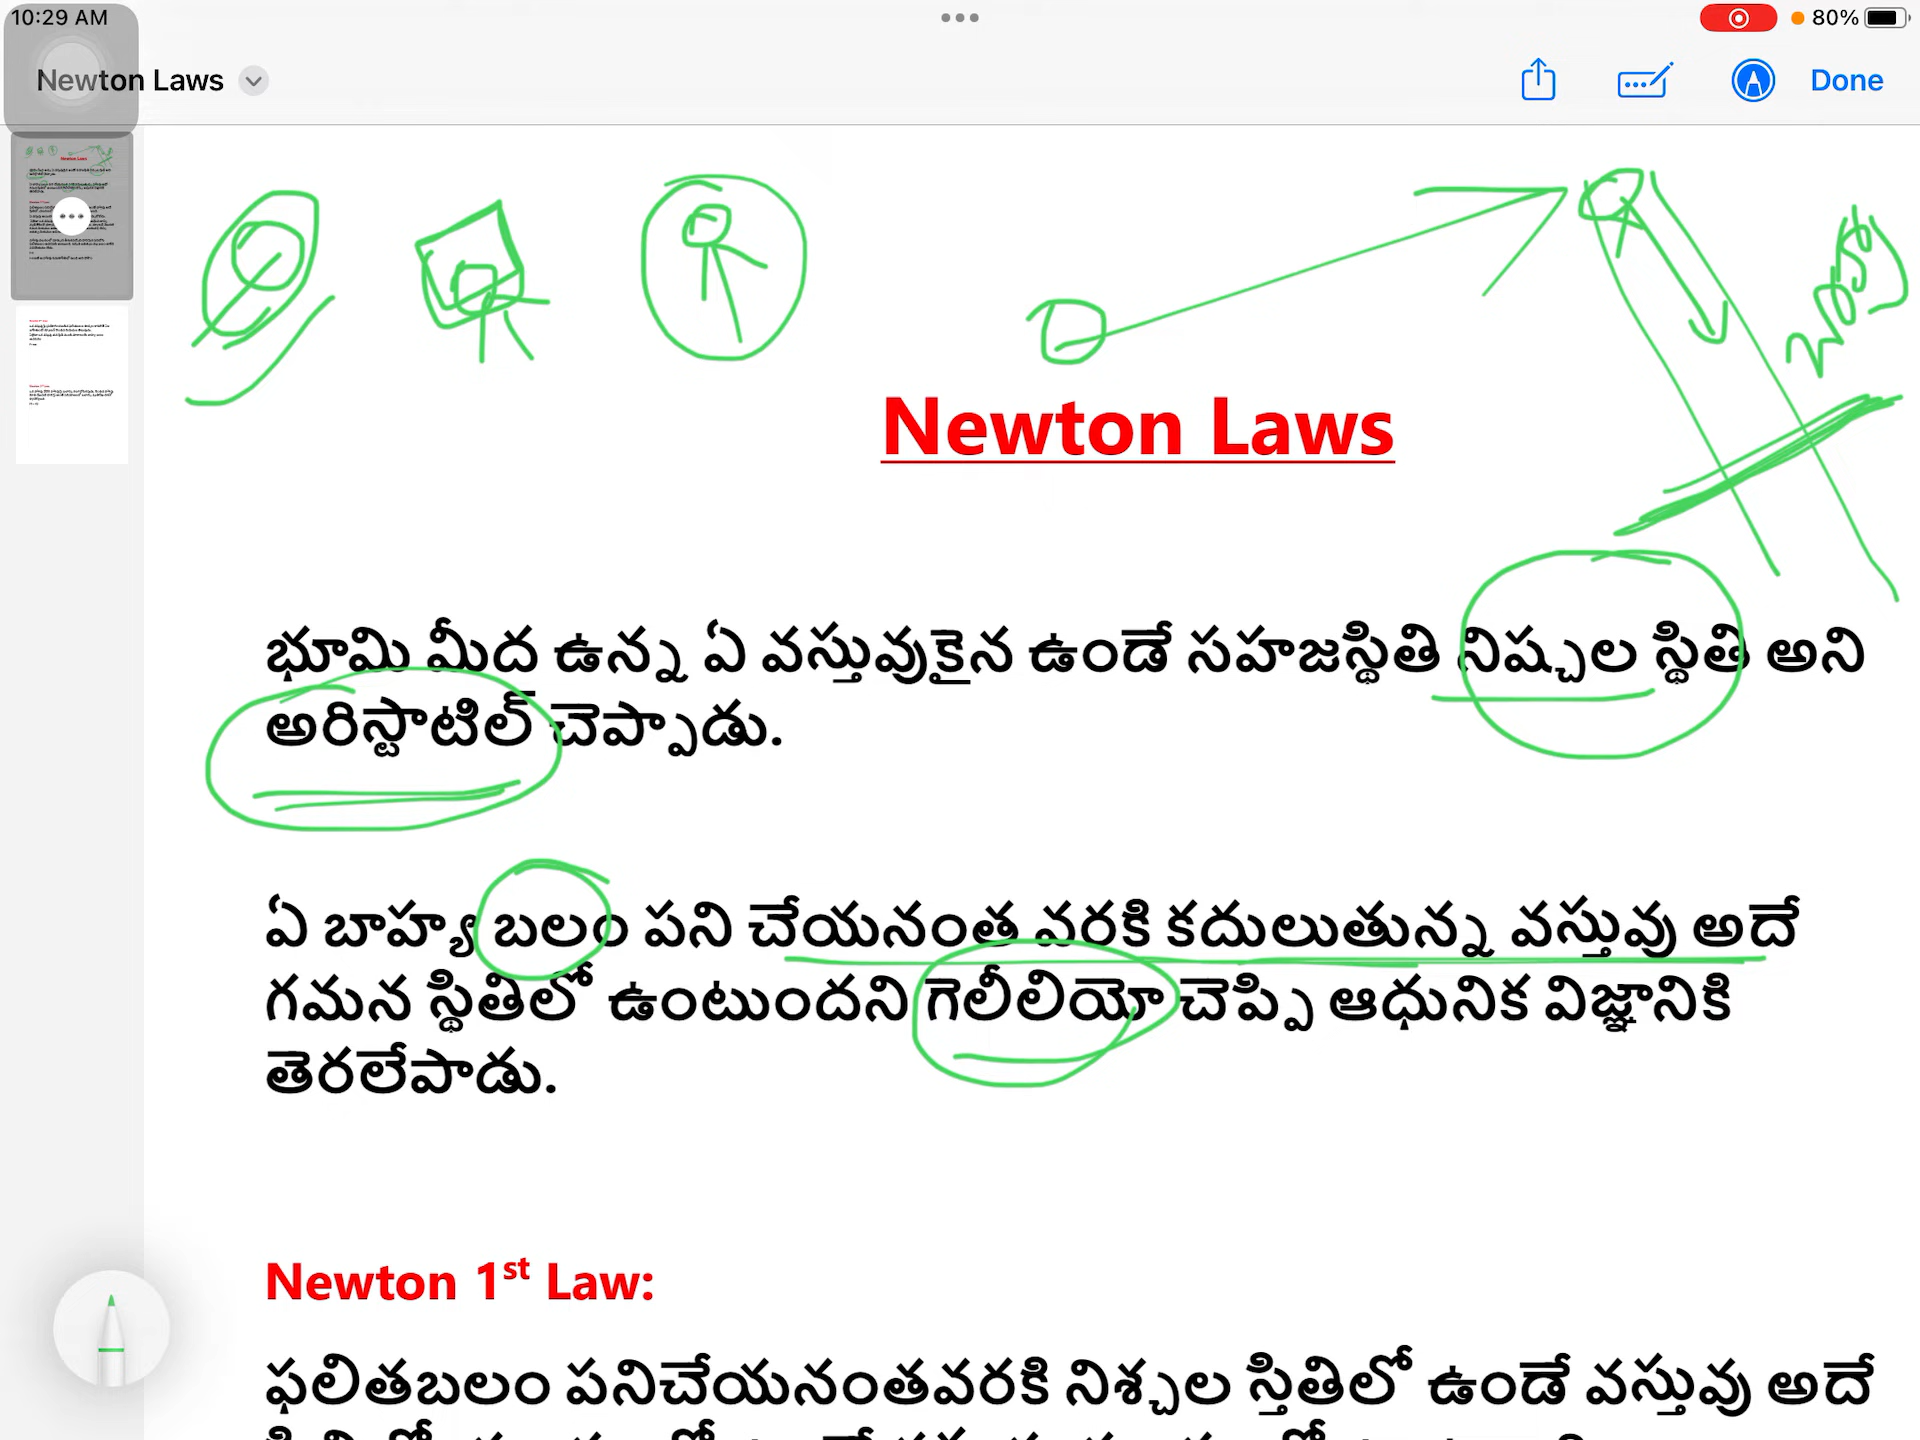 10:29 AM
80%
Newton Laws
Done
Newton Laws
భూమి మీద ఉన్న ఏ వస్తువుకైన ఉండే సహజస్థితి నిష్చల స్థితి అని
అరిస్టాటిల్ చెప్పాడు.
ఏ బాహ్య బలం పని చేయనంత వరకి కదులుతున్న వస్తువు అదే
గమన స్థితిలో ఉంటుందని గెలీలియో చెప్పి ఆధునిక విజ్ఞానికి
తెరలేపాడు.
Newton 1st Law:
ఫలితబలం పనిచేయనంతవరకి నిశ్చల స్తితిలో ఉండే వస్తువు అదే